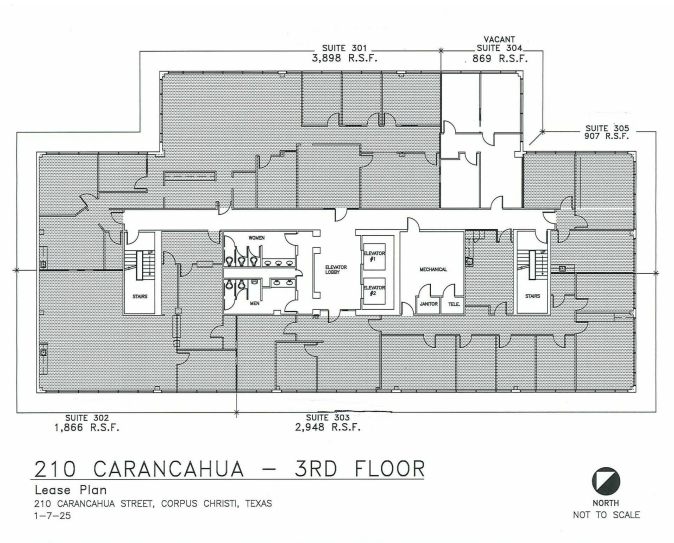 VACANT
SUITE 301
3,898 R.S.F.
SUITE 304
869 R.S.F.
SUITE 305
907 R.S.F.
WOMEN
MEN
ELEVATOR
LOBBY
ELEVATOR
#1
ELEVATOR
#2
MECHANICAL
JANITOR
TELE.
UP
STAIRS
UP
STAIRS
SUITE 302
1,866 R.S.F.
SUITE 303
2,948 R.S.F.
210 CARANCAHUA – 3RD FLOOR
Lease Plan
210 CARANCAHUA STREET, CORPUS CHRISTI, TEXAS
1-7-25
NORTH
NOT TO SCALE